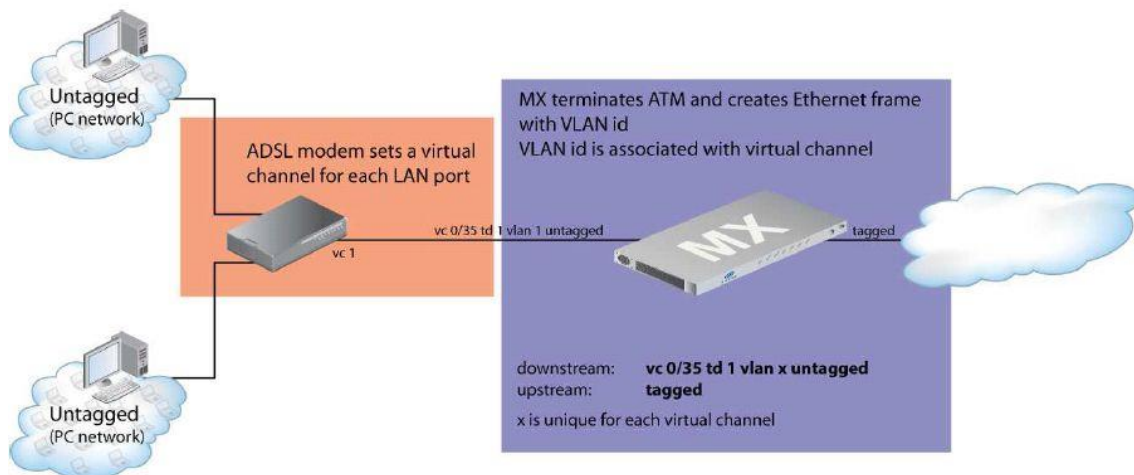 Untagged
(PC network)
ADSL modem sets a virtual
channel for each LAN port
vc 1
Untagged
(PC network)
MX terminates ATM and creates Ethernet frame
with VLAN id
VLAN id is associated with virtual channel
vc 0/35 td 1 vlan 1 untagged
MX
tagged
downstream: vc 0/35 td 1 vlan x untagged
upstream: tagged
x is unique for each virtual channel